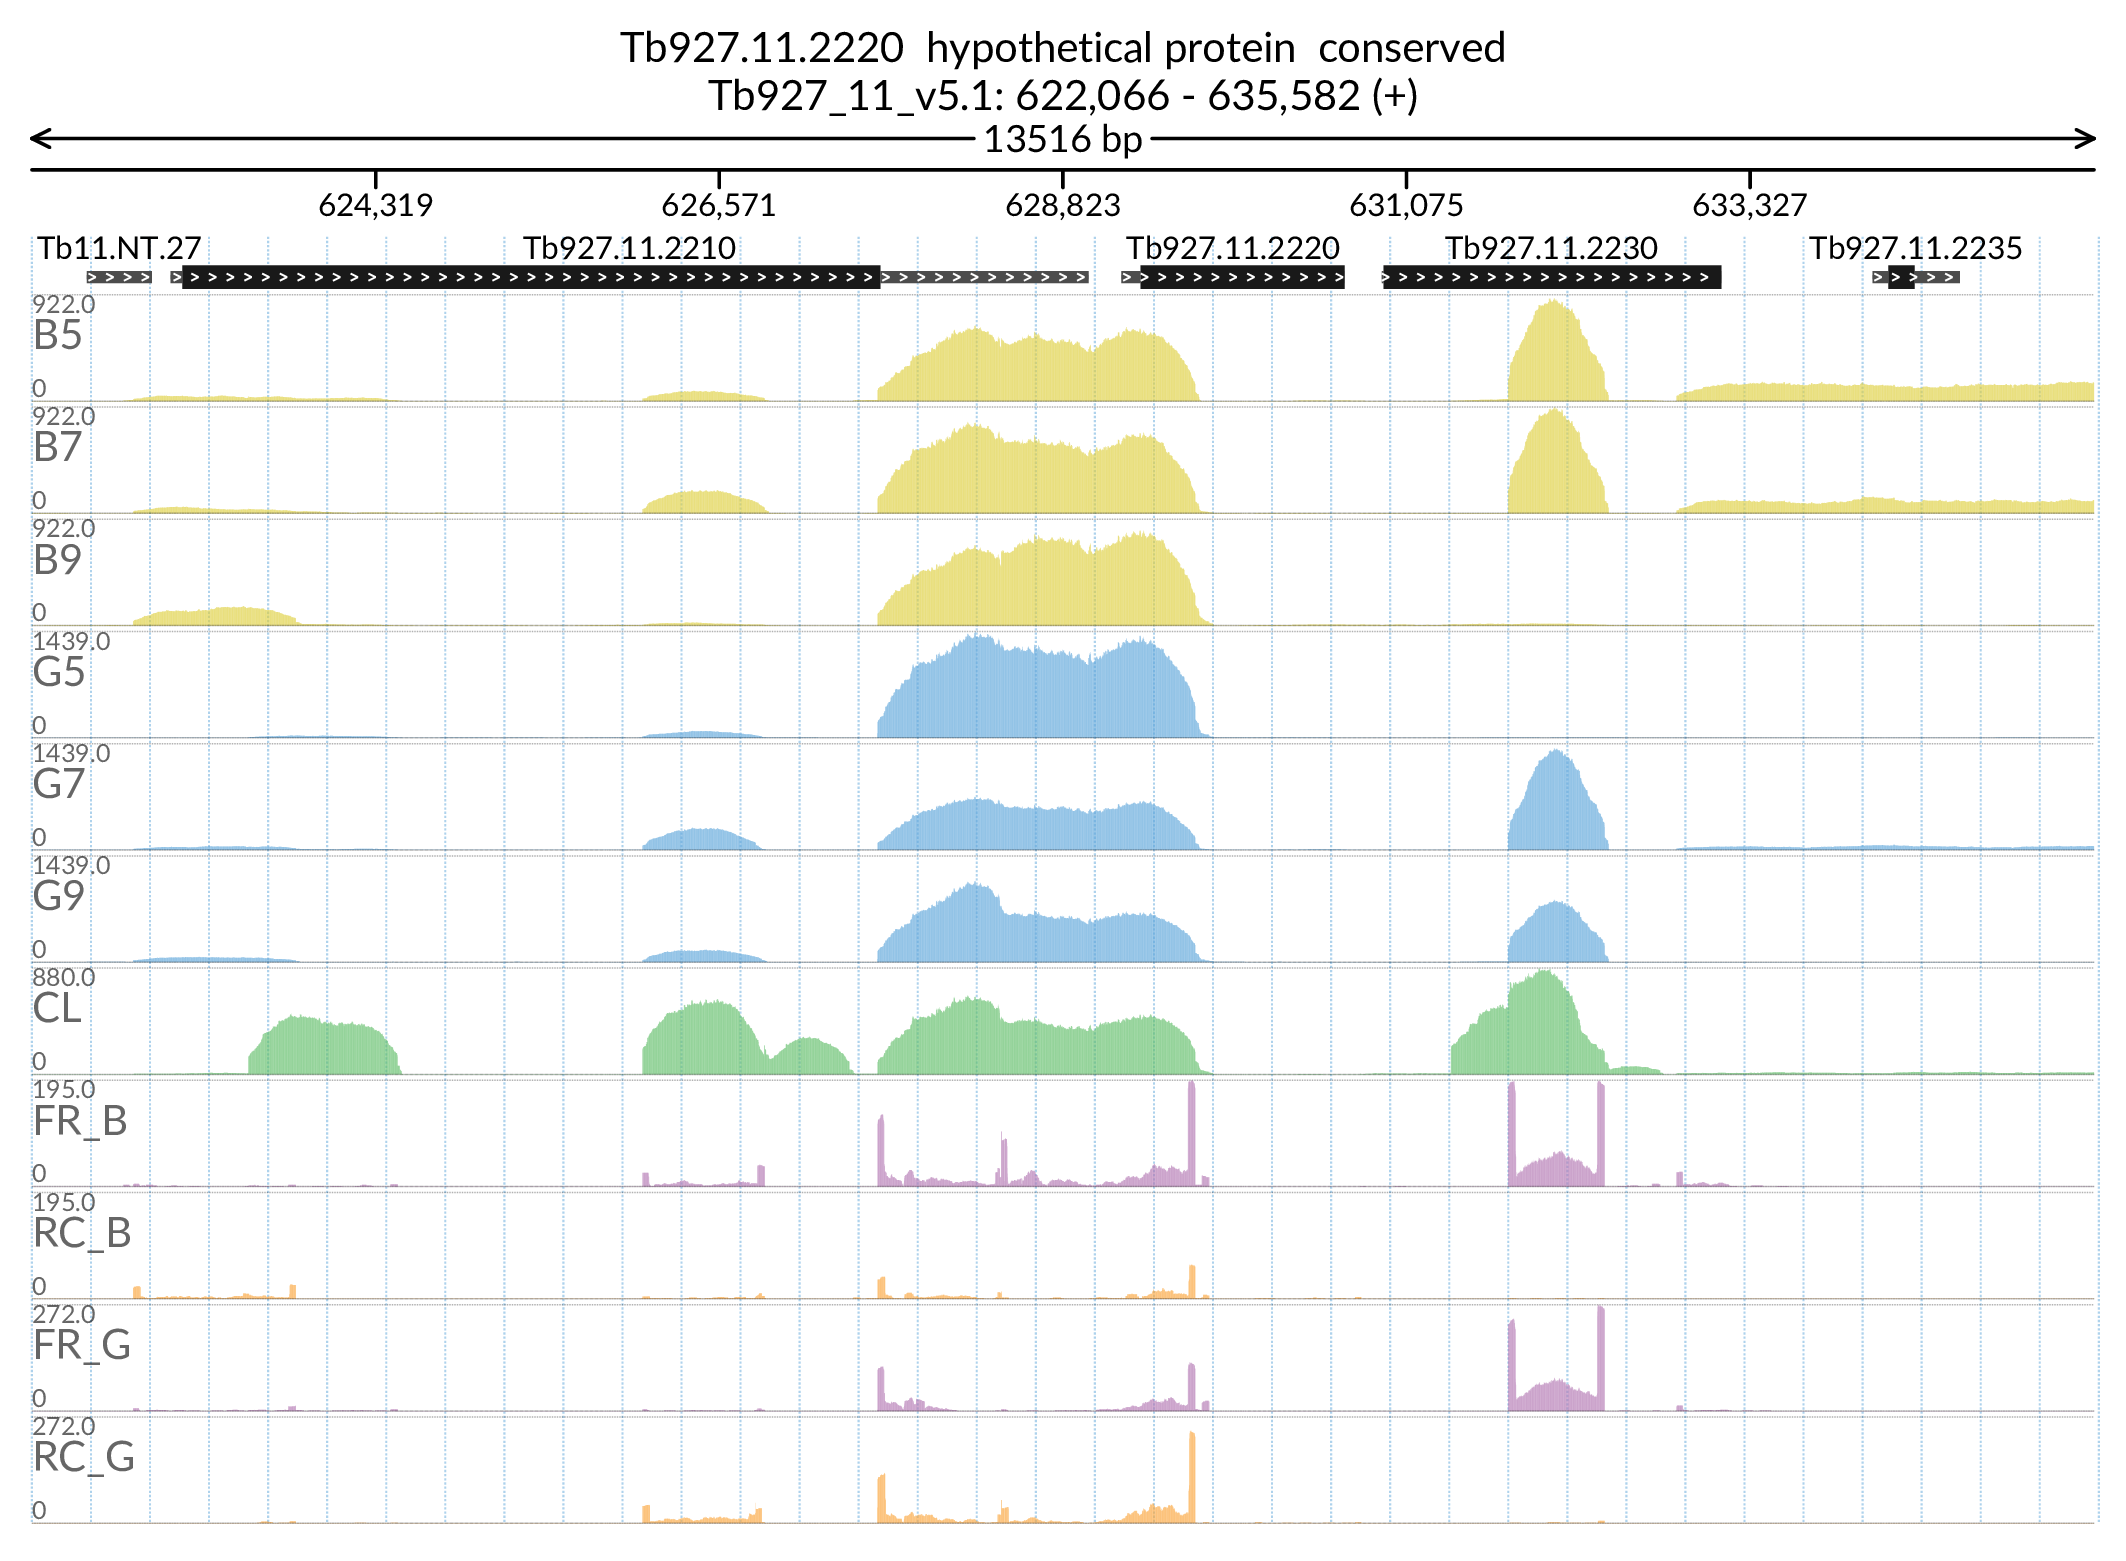 Tb927.11.2220  hypothetical protein  conserved
Tb927_11_v5.1: 622,066 - 635,582 (+)
13516 bp
624,319 626,571 628,823 631,075 633,327
Tb11.NT.27 Tb927.11.2210 Tb927.11.2220 Tb927.11.2230 Tb927.11.2235
922.0
B5
0
922.0
B7
0
922.0
B9
0
1439.0
G5
0
1439.0
G7
0
1439.0
G9
0
880.0
CL
0
195.0
FR_B
0
195.0
RC_B
0
272.0
FR_G
0
272.0
RC_G
0